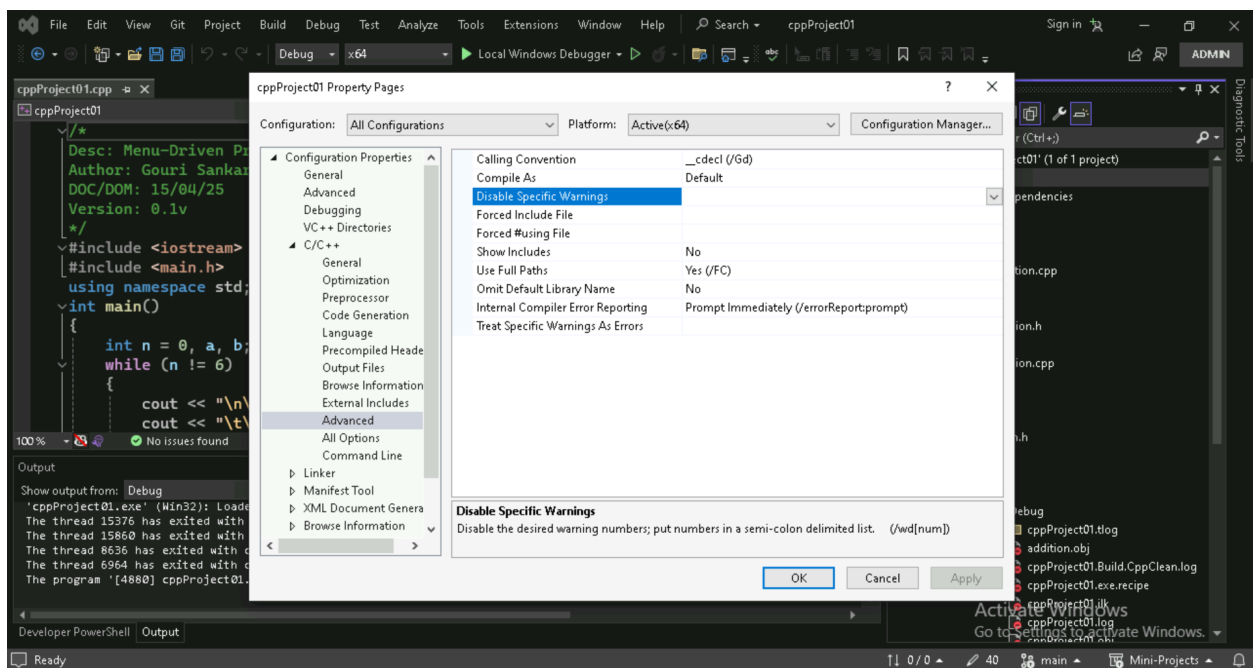 File Edit View Git Project Build Debug Test Analyze Tools Extensions Window Help Search cppProject01 Sign in
Debug x64 Local Windows Debugger ADMIN
cppProject01.cpp
cppProject01
/*
Desc: Menu-Driven Pr
Author: Gouri Sankar
DOC/DOM: 15/04/25
Version: 0.1v
*/
#include <iostream>
#include <main.h>
using namespace std;
int main()
{
int n = 0, a, b;
while (n != 6)
{
cout << "\n\
cout << "\t\
100 % No issues found
Output
Show output from: Debug
'cppProject01.exe' (Win32): Loade
The thread 15376 has exited with
The thread 15860 has exited with
The thread 8636 has exited with c
The thread 6964 has exited with c
The program '[4880] cppProject01.
Developer PowerShell Output
Ready
cppProject01 Property Pages ?
Configuration: All Configurations Platform: Active(x64) Configuration Manager...
Configuration Properties
General
Advanced
Debugging
VC++ Directories
C/C++
General
Optimization
Preprocessor
Code Generation
Language
Precompiled Heade
Output Files
Browse Information
External Includes
Advanced
All Options
Command Line
Linker
Manifest Tool
XML Document Genera
Browse Information
Calling Convention __cdecl (/Gd)
Compile As Default
Disable Specific Warnings
Forced Include File
Forced #using File
Show Includes No
Use Full Paths Yes (/FC)
Omit Default Library Name No
Internal Compiler Error Reporting Prompt Immediately (/errorReport:prompt)
Treat Specific Warnings As Errors
Disable Specific Warnings
Disable the desired warning numbers; put numbers in a semi-colon delimited list. (/wd[num])
OK Cancel Apply
r (Ctrl+;)
ct01' (1 of 1 project)
pendencies
tion.cpp
ion.h
ion.cpp
n.h
ebug
cppProject01.tlog
addition.obj
cppProject01.Build.CppClean.log
cppProject01.exe.recipe
cppProject01.ilk
cppProject01.log
cppProject01.obj
Diagnostic Tools
Activate Windows
Go to Settings to activate Windows.
0 / 0 40 main Mini-Projects